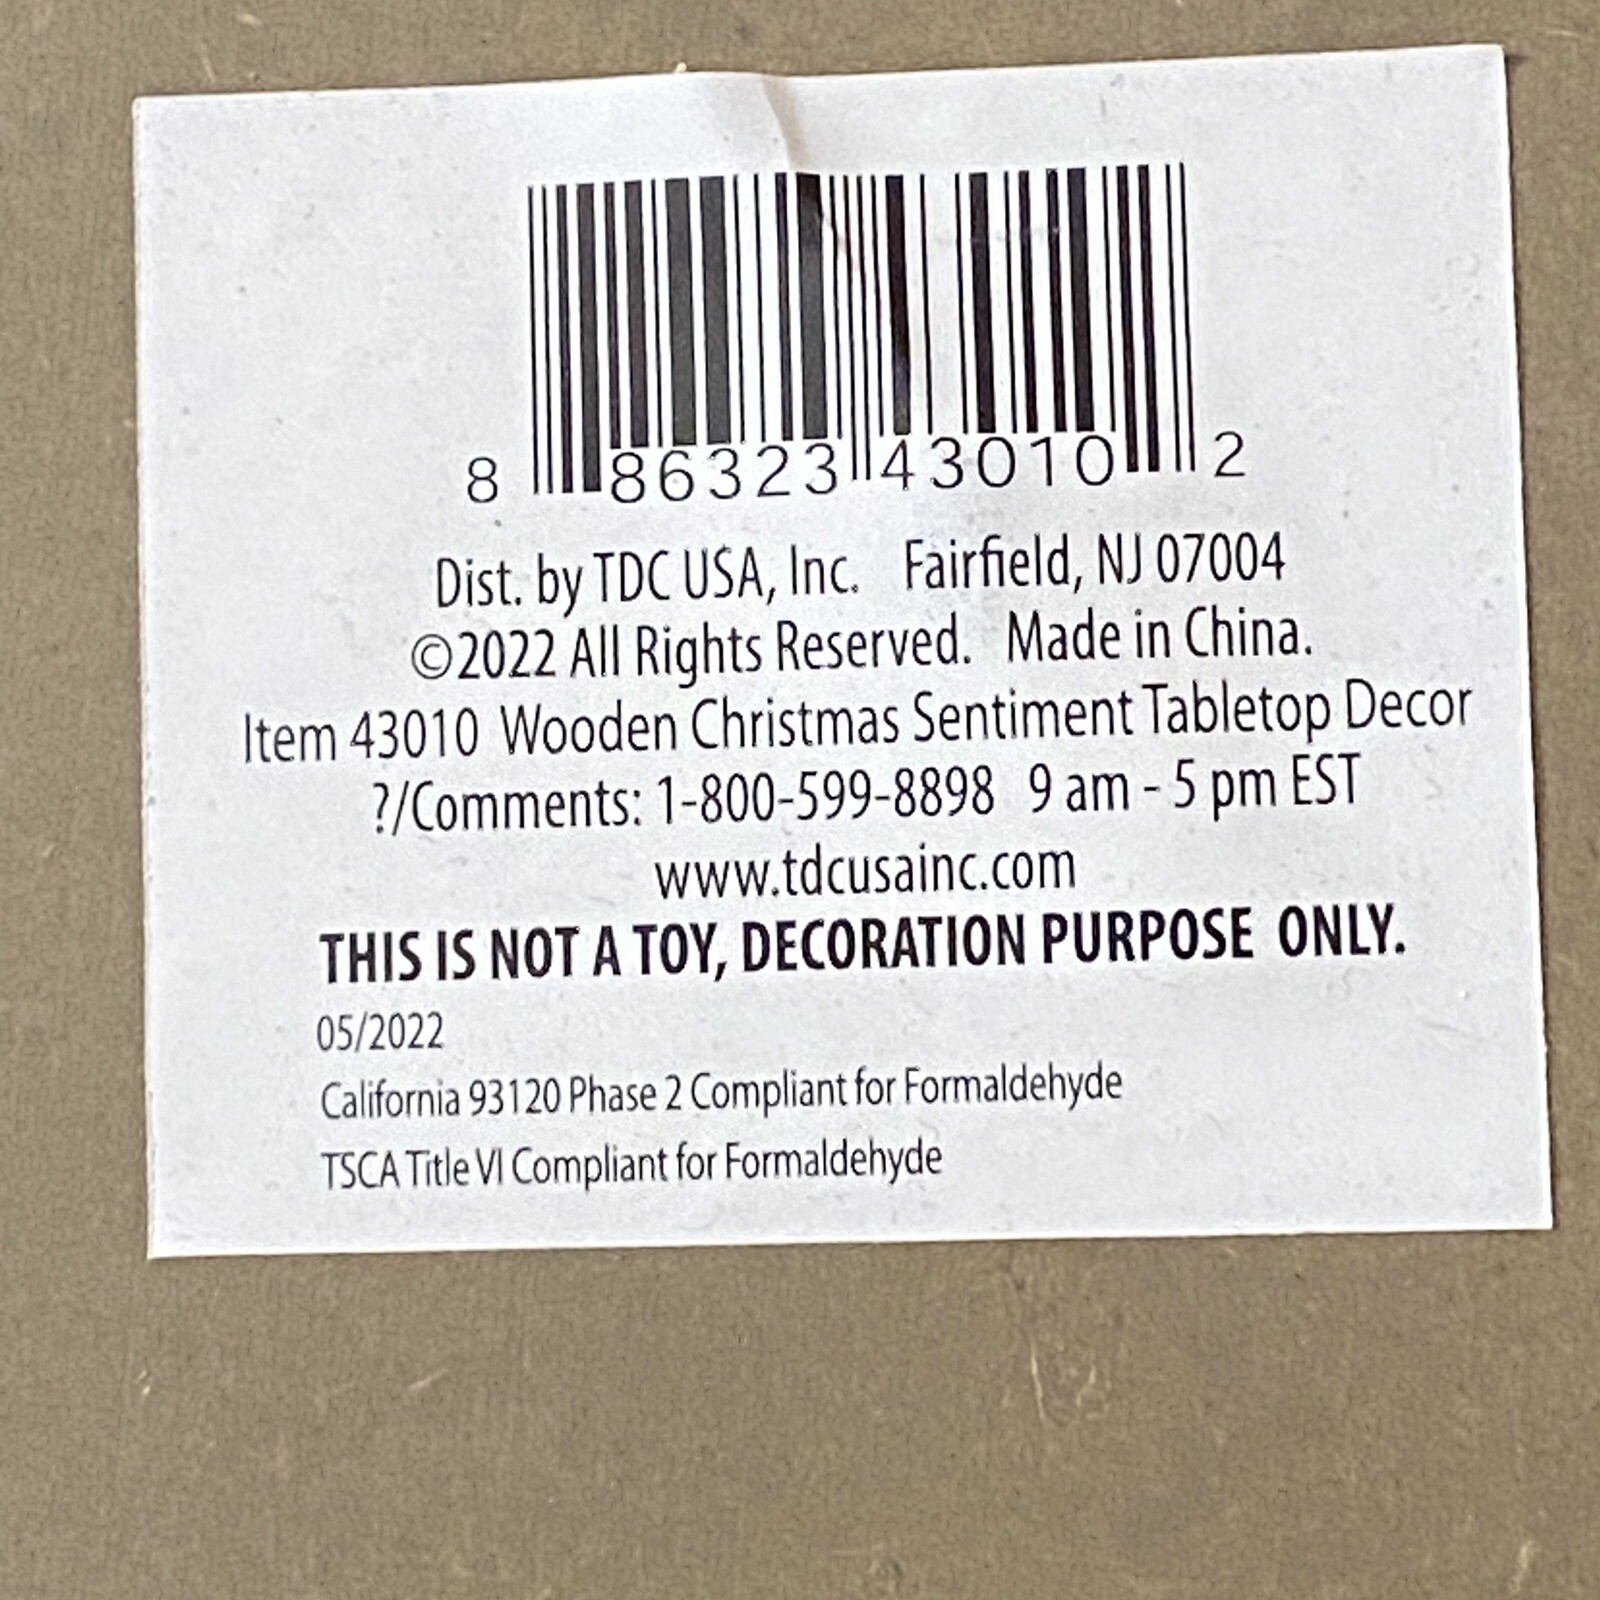 8 86323 43010 2
Dist. by TDC USA, Inc. Fairfield, NJ 07004
©2022 All Rights Reserved. Made in China.
Item 43010 Wooden Christmas Sentiment Tabletop Decor
?/Comments: 1-800-599-8898 9 am - 5 pm EST
www.tdcusainc.com
THIS IS NOT A TOY, DECORATION PURPOSE ONLY.
05/2022
California 93120 Phase 2 Compliant for Formaldehyde
TSCA Title VI Compliant for Formaldehyde